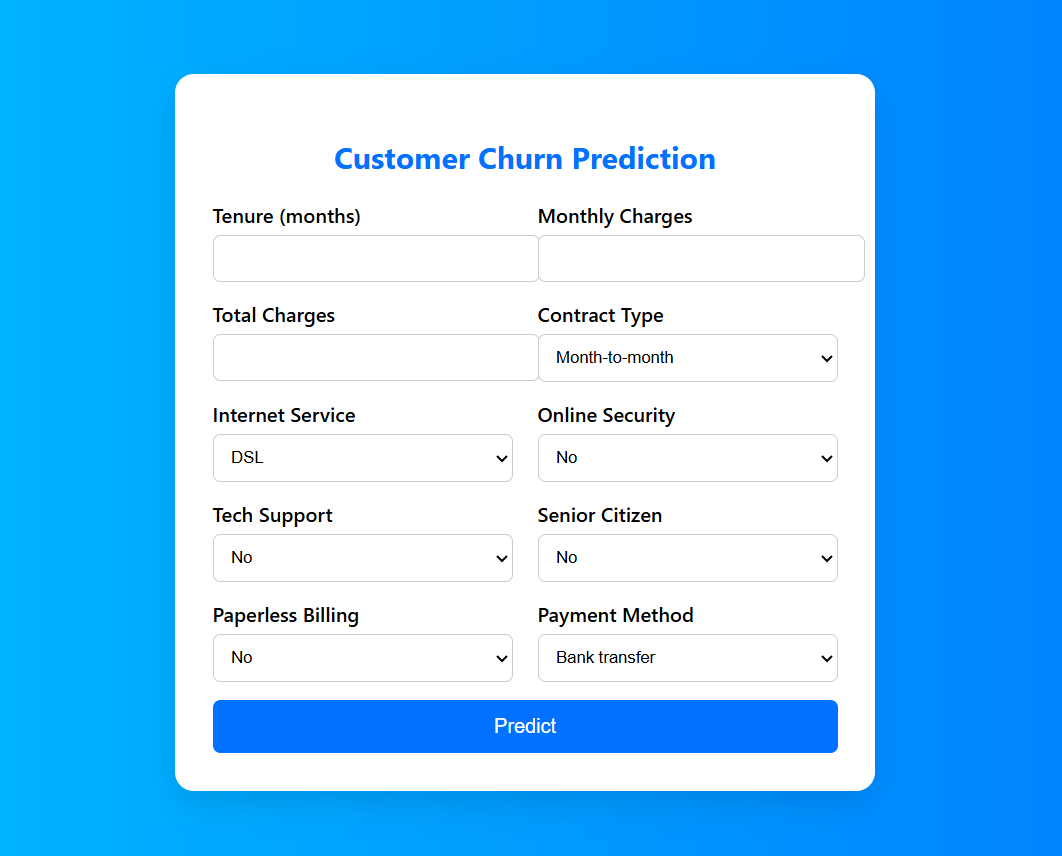 Customer Churn Prediction
Tenure (months) Monthly Charges
Total Charges Contract Type
Month-to-month
Internet Service Online Security
DSL No
Tech Support Senior Citizen
No No
Paperless Billing Payment Method
No Bank transfer
Predict